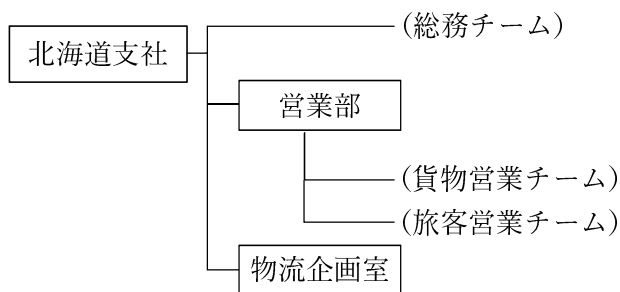 北海道支社
(総務チーム)
営業部
(貨物営業チーム)
(旅客営業チーム)
物流企画室